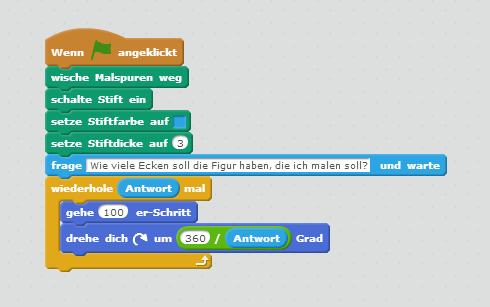 Wenn angeklickt
wische Malspuren weg
schalte Stift ein
setze Stiftfarbe auf
setze Stiftdicke auf 3
frage Wie viele Ecken soll die Figur haben, die ich malen soll? und warte
wiederhole Antwort mal
gehe 100 er-Schritt
drehe dich um 360 / Antwort Grad